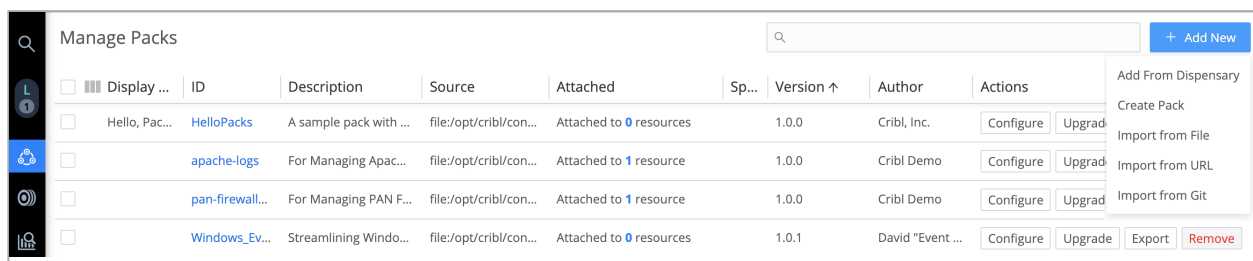 Manage Packs
+ Add New
L
1
Display ... ID Description Source Attached Sp... Version ↑ Author Actions
Hello, Pac... HelloPacks A sample pack with ... file:/opt/cribl/con... Attached to 0 resources 1.0.0 Cribl, Inc. Configure Upgrad
apache-logs For Managing Apac... file:/opt/cribl/con... Attached to 1 resource 1.0.0 Cribl Demo Configure Upgrad
pan-firewall... For Managing PAN F... file:/opt/cribl/con... Attached to 1 resource 1.0.0 Cribl Demo Configure Upgrad
Windows_Ev... Streamlining Windo... file:/opt/cribl/con... Attached to 0 resources 1.0.1 David "Event ... Configure Upgrade Export Remove
Add From Dispensary
Create Pack
Import from File
Import from URL
Import from Git